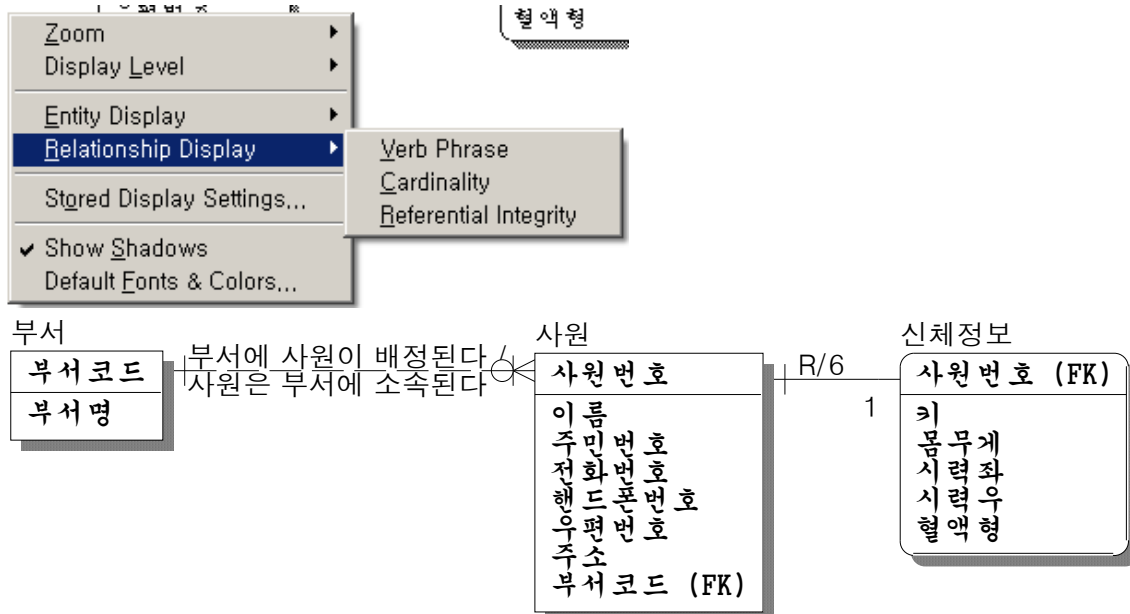 혈액형
Zoom
Display Level
Entity Display
Relationship Display
Verb Phrase
Cardinality
Referential Integrity
Stored Display Settings...
Show Shadows
Default Fonts & Colors...
부서
부서코드
부서명
부서에 사원이 배정된다 /
사원은 부서에 소속된다
사원
사원번호
이름
주민번호
전화번호
핸드폰번호
우편번호
주소
부서코드 (FK)
R/6
1
신체정보
사원번호 (FK)
키
몸무게
시력좌
시력우
혈액형